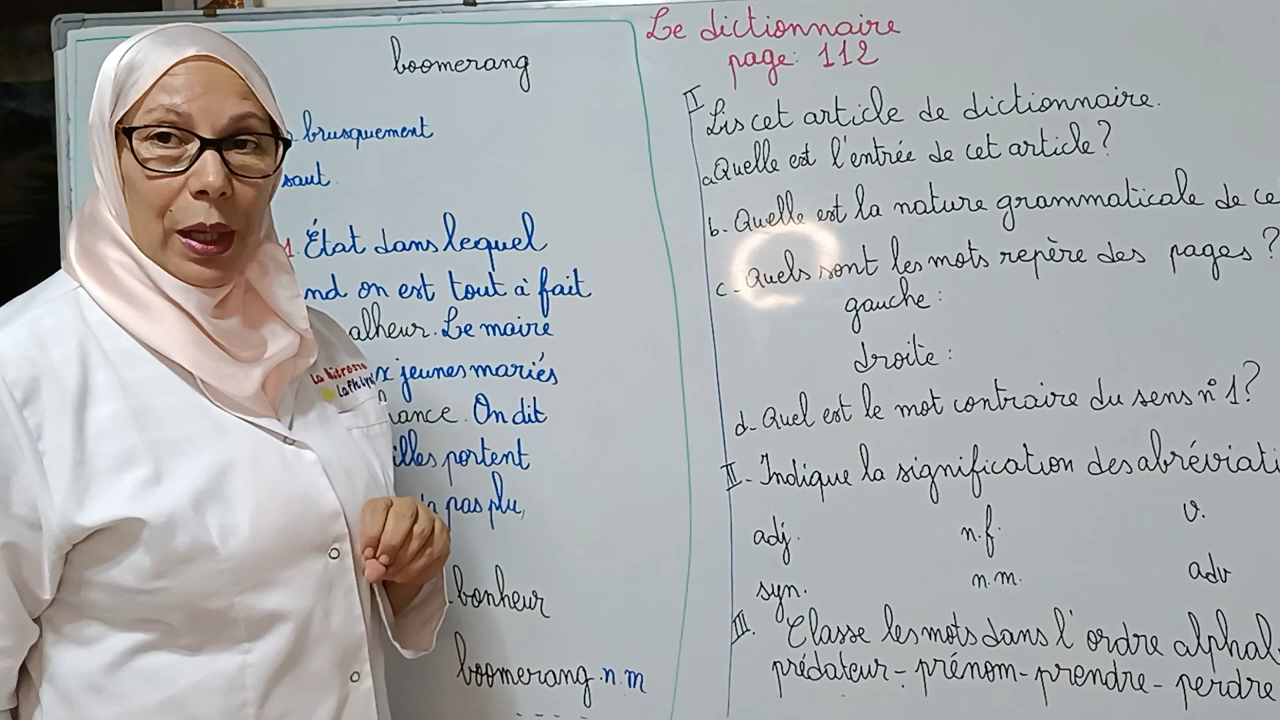 boomerang
brusquement
saut.
1. État dans lequel
nd on est tout à fait
alheur. Le maire
x jeunes mariés
ance. On dit
illes portent
pas plu,
bonheur
boomerang. n.m
Le dictionnaire
page: 112
I Lis cet article de dictionnaire.
a Quelle est l'entrée de cet article?
b- Quelle est la nature grammaticale de ce
c- Quels sont les mots repère des pages?
gauche:
droite:
d- Quel est le mot contraire du sens n° 1?
II- Indique la signification des abréviati
adj. n.f. v.
syn. n.m. adv
III. Classe les mots dans l'ordre alphab
prédateur - prénom - prendre - perdre